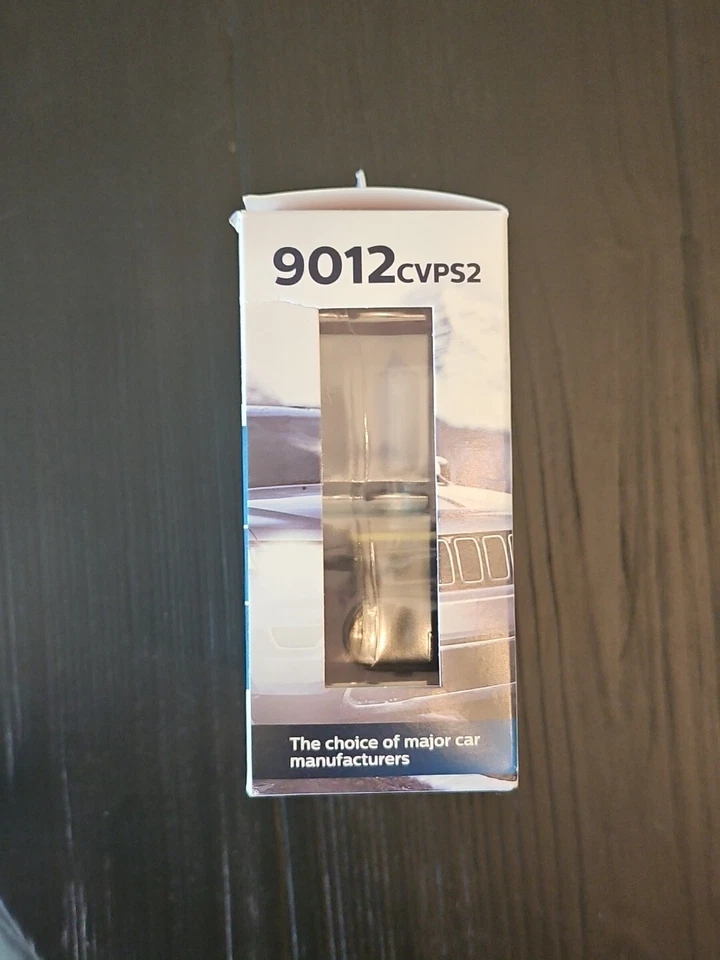 9012CVPS2
The choice of major car
manufacturers